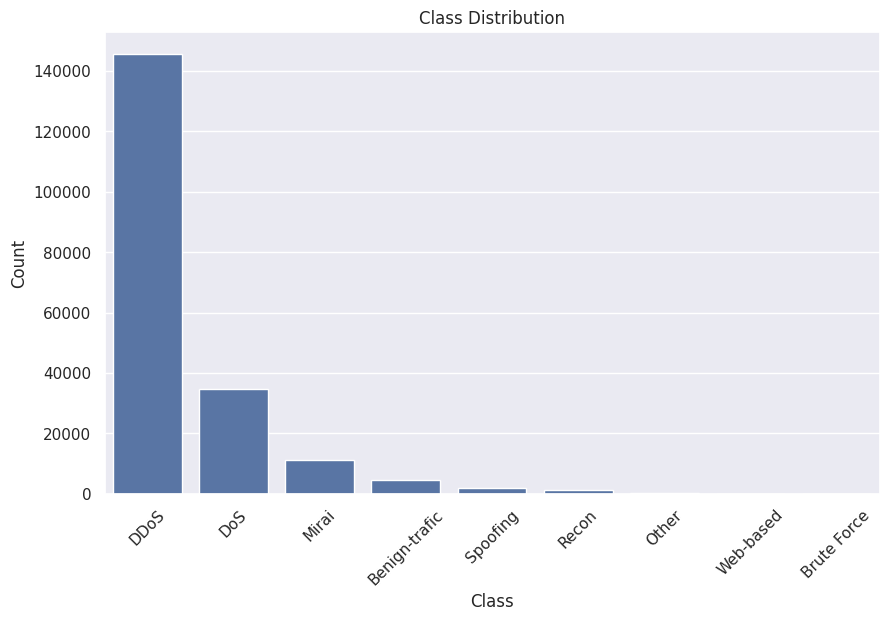 Class Distribution
Count
140000
120000
100000
80000
60000
40000
20000
0
DDoS
DoS
Mirai
Benign-trafic
Spoofing
Recon
Other
Web-based
Brute Force
Class